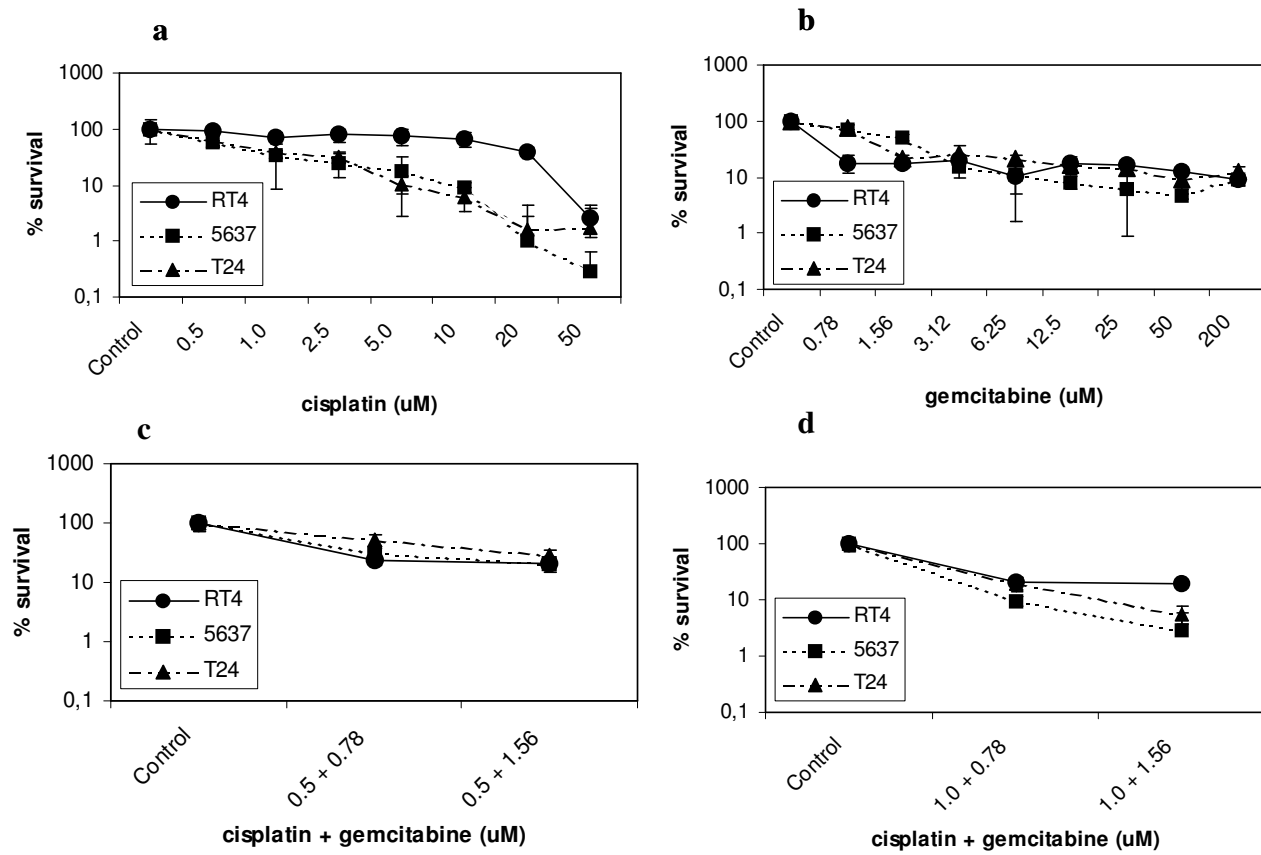 a
1000
100
10
1
0,1
% survival
RT4
5637
T24
Control
0.5
1.0
2.5
5.0
10
20
50
cisplatin (uM)
b
1000
100
10
1
0,1
% survival
RT4
5637
T24
Control
0.78
1.56
3.12
6.25
12.5
25
50
200
gemcitabine (uM)
c
1000
100
10
1
0,1
% survival
RT4
5637
T24
Control
0.5 + 0.78
0.5 + 1.56
cisplatin + gemcitabine (uM)
d
1000
100
10
1
0,1
% survival
RT4
5637
T24
Control
1.0 + 0.78
1.0 + 1.56
cisplatin + gemcitabine (uM)